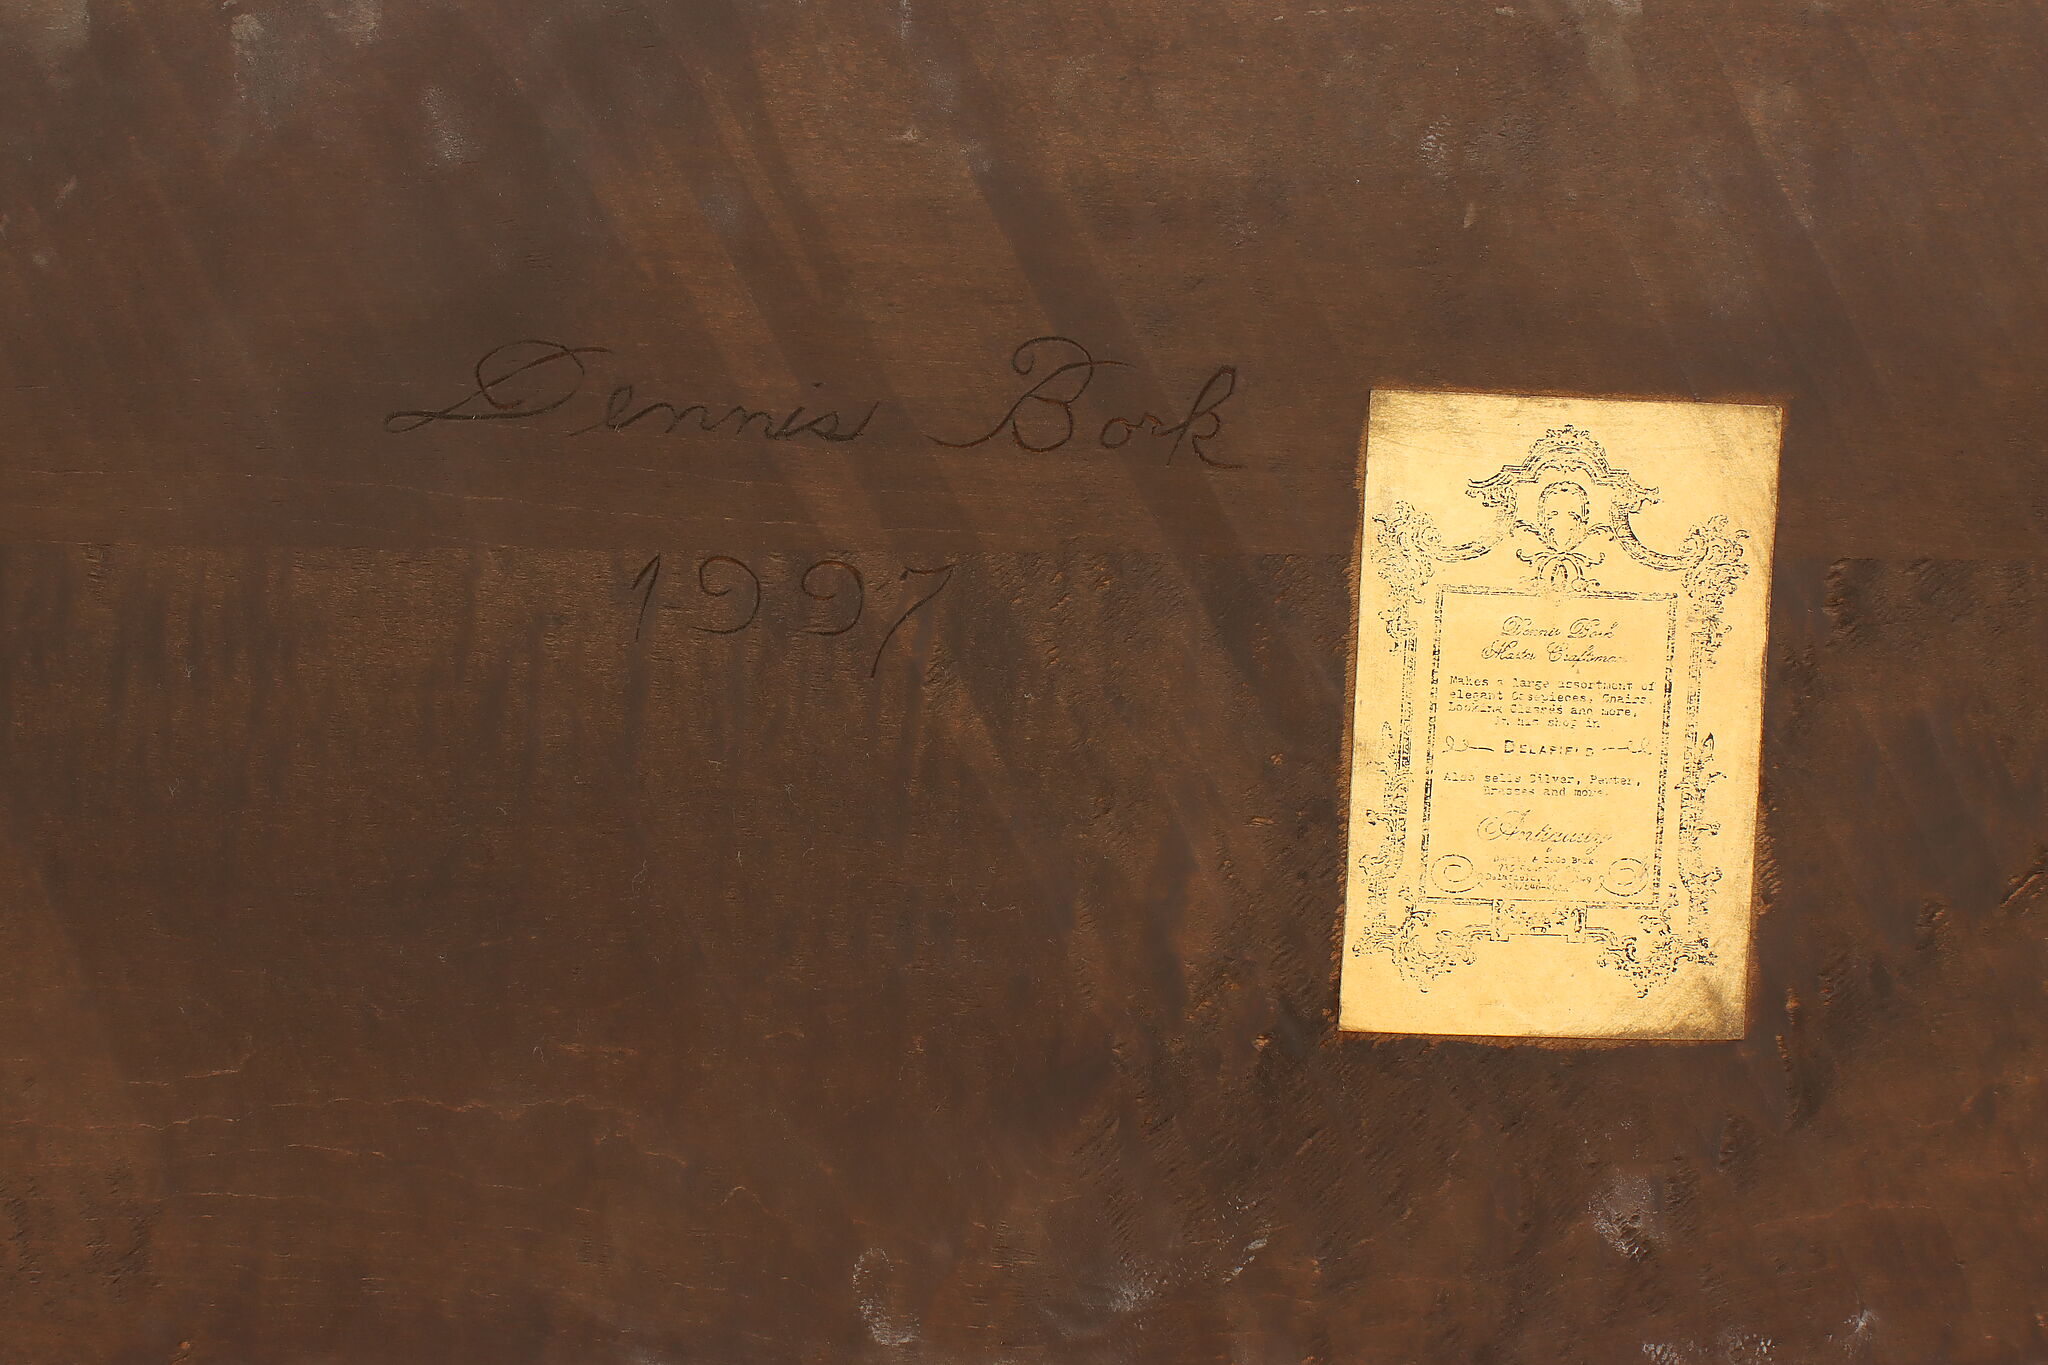 Dennis Bork
1997
Dennis Bork
Master Craftsman
Makes a large assortment of
elegant Casepieces, Chairs,
Looking Glasses and more,
in his shop in
DELAFIELD
Also sells Silver, Pewter,
Brasses and more.
Antiquity